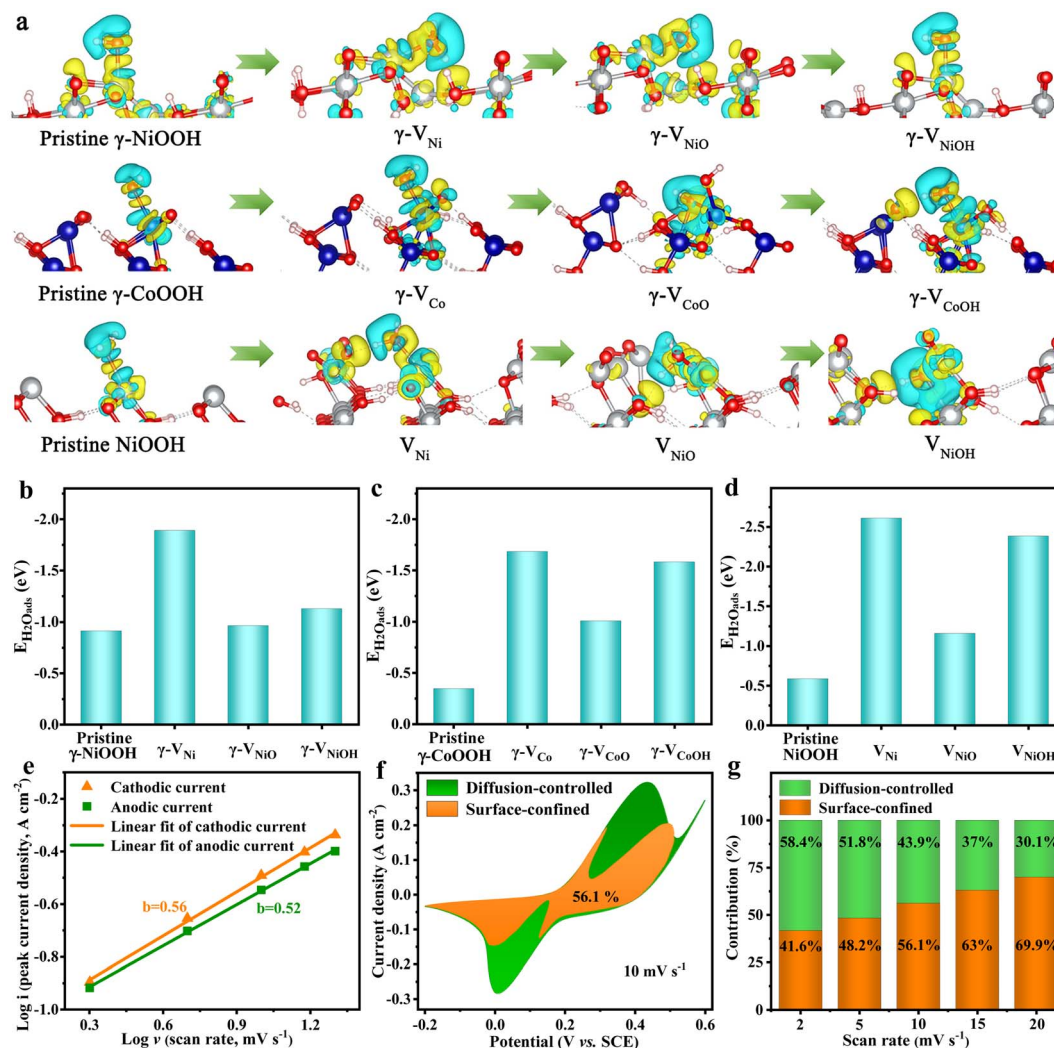 a
Pristine γ-NiOOH
γ-V_Ni
γ-V_NiO
γ-V_NiOH
Pristine γ-CoOOH
γ-V_Co
γ-V_CoO
γ-V_CoOH
Pristine NiOOH
V_Ni
V_NiO
V_NiOH
b
E_H2Oads (eV)
-2.0
-1.5
-1.0
-0.5
0.0
Pristine
γ-NiOOH
γ-V_Ni
γ-V_NiO
γ-V_NiOH
c
E_H2Oads (eV)
-2.0
-1.5
-1.0
-0.5
0.0
Pristine
γ-CoOOH
γ-V_Co
γ-V_CoO
γ-V_CoOH
d
E_H2Oads (eV)
-2.5
-2.0
-1.5
-1.0
-0.5
0.0
Pristine
NiOOH
V_Ni
V_NiO
V_NiOH
e
Log i (peak current density, A cm⁻²)
-0.2
-0.4
-0.6
-0.8
-1.0
Cathodic current
Anodic current
Linear fit of cathodic current
Linear fit of anodic current
b=0.56
b=0.52
0.3 0.6 0.9 1.2
Log v (scan rate, mV s⁻¹)
f
Current density (A cm⁻²)
0.3
0.2
0.1
0.0
-0.1
-0.2
-0.3
Diffusion-controlled
Surface-confined
56.1 %
10 mV s⁻¹
-0.2 0.0 0.2 0.4 0.6
Potential (V vs. SCE)
g
Contribution (%)
100
75
50
25
0
Diffusion-controlled
Surface-confined
58.4% 51.8% 43.9% 37% 30.1%
41.6% 48.2% 56.1% 63% 69.9%
2 5 10 15 20
Scan rate (mV s⁻¹)